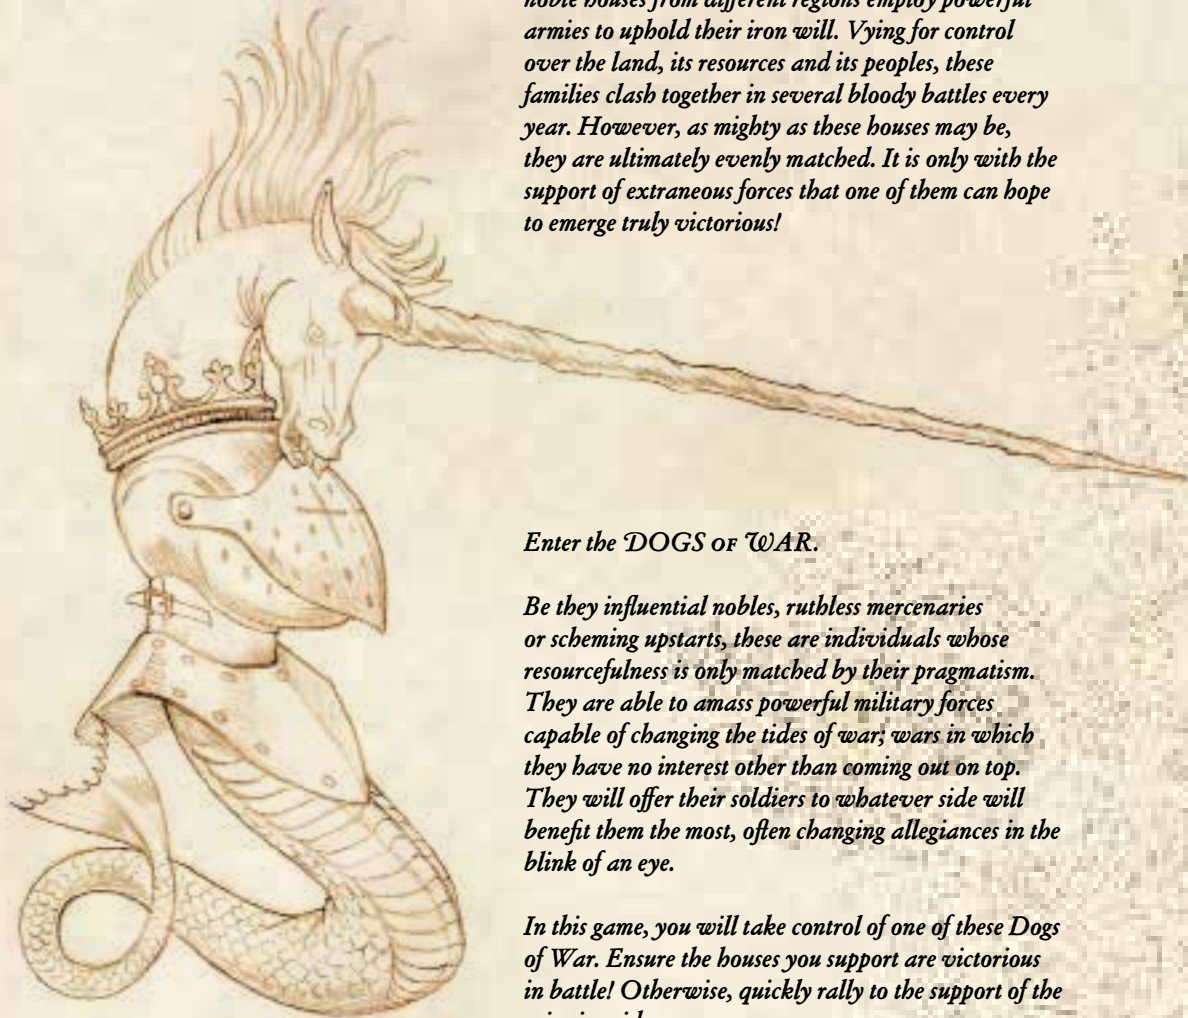 noble houses from different regions employ powerful
armies to uphold their iron will. Vying for control
over the land, its resources and its peoples, these
families clash together in several bloody battles every
year. However, as mighty as these houses may be,
they are ultimately evenly matched. It is only with the
support of extraneous forces that one of them can hope
to emerge truly victorious!
Enter the DOGS OF WAR.
Be they influential nobles, ruthless mercenaries
or scheming upstarts, these are individuals whose
resourcefulness is only matched by their pragmatism.
They are able to amass powerful military forces
capable of changing the tides of war; wars in which
they have no interest other than coming out on top.
They will offer their soldiers to whatever side will
benefit them the most, often changing allegiances in the
blink of an eye.
In this game, you will take control of one of these Dogs
of War. Ensure the houses you support are victorious
in battle! Otherwise, quickly rally to the support of the